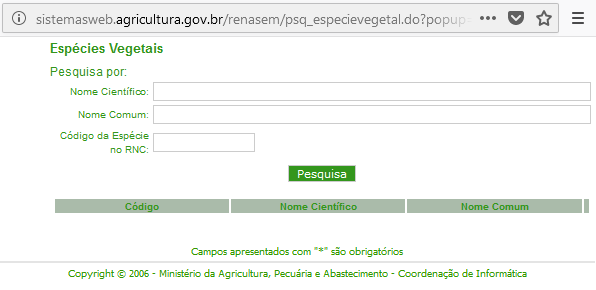 sistemasweb.agricultura.gov.br/renasem/psq_especievegetal.do?popup
Espécies Vegetais
Pesquisa por:
Nome Científico:
Nome Comum:
Código da Espécie
no RNC:
Pesquisa
Código Nome Científico Nome Comum
Campos apresentados com "*" são obrigatórios
Copyright © 2006 - Ministério da Agricultura, Pecuária e Abastecimento - Coordenação de Informática